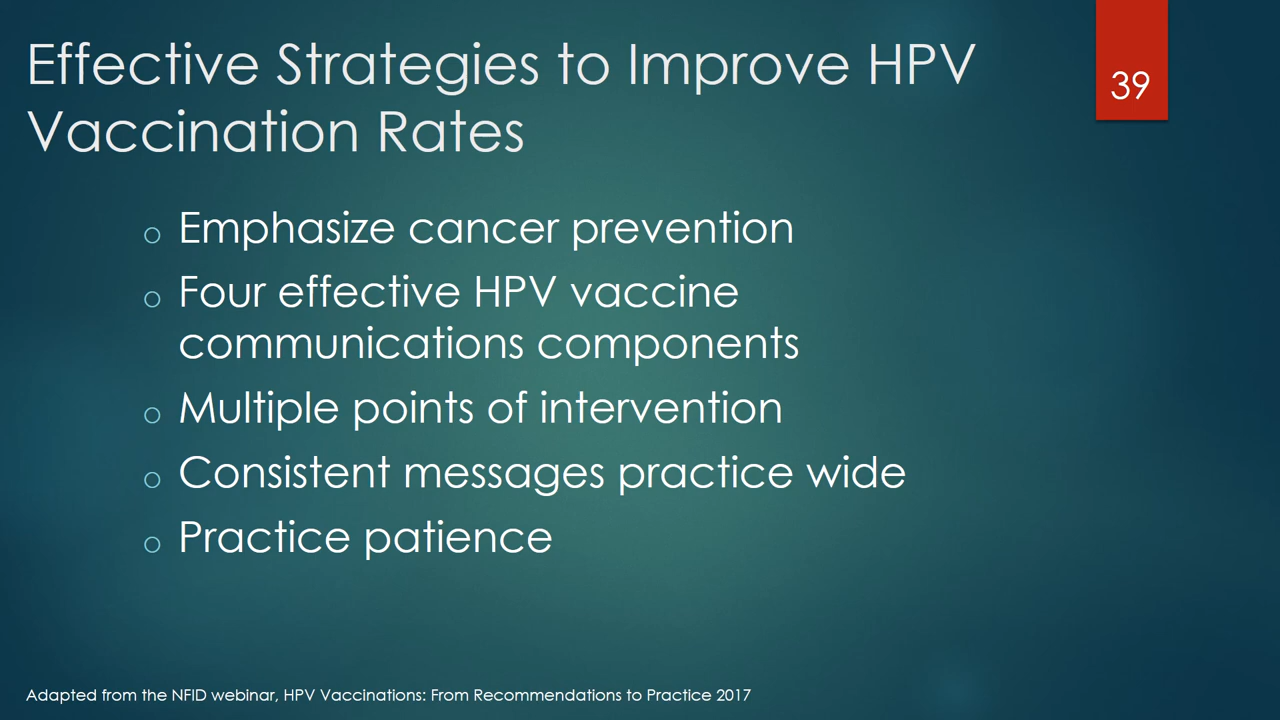 Effective Strategies to Improve HPV
Vaccination Rates
39
o Emphasize cancer prevention
o Four effective HPV vaccine
communications components
o Multiple points of intervention
o Consistent messages practice wide
o Practice patience
Adapted from the NFID webinar, HPV Vaccinations: From Recommendations to Practice 2017